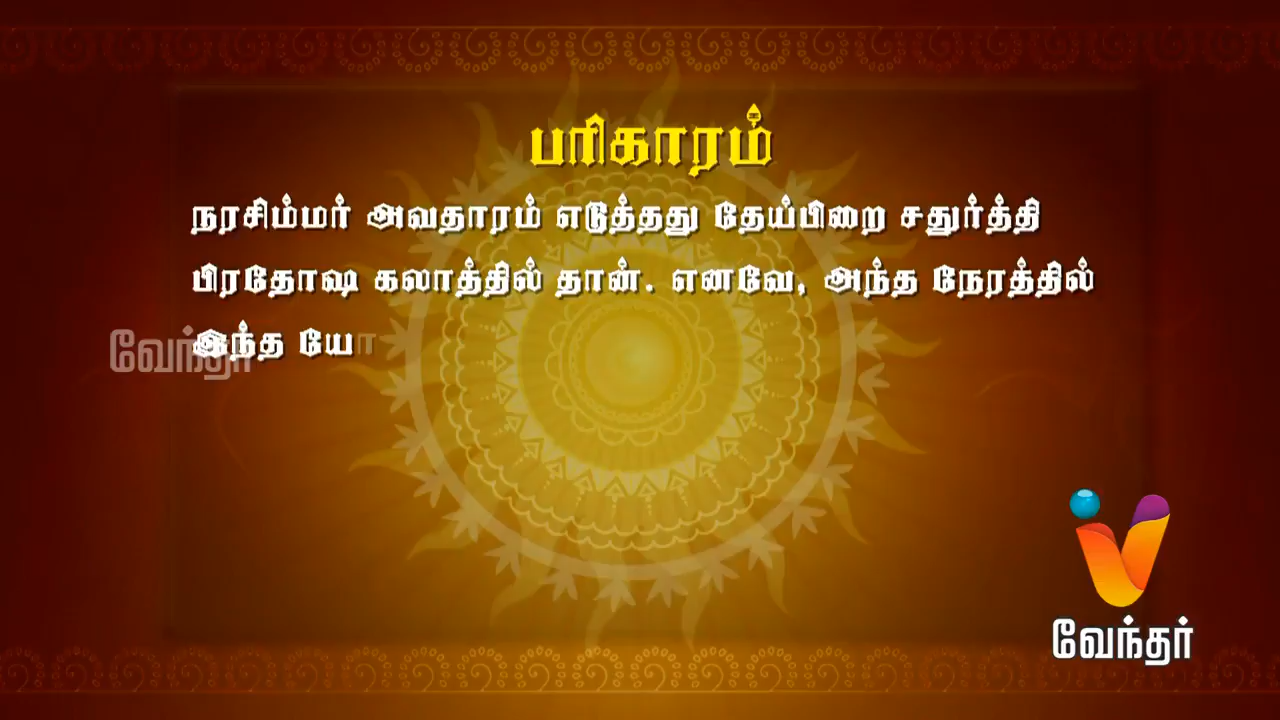 பரிகாரம்
நரசிம்மர் அவதாரம் எடுத்தது தேய்பிறை சதுர்த்தி
பிரதோஷ கலாத்தில் தான். எனவே, அந்த நேரத்தில்
இந்த யோ
வேந்தர்
வேந்தர்